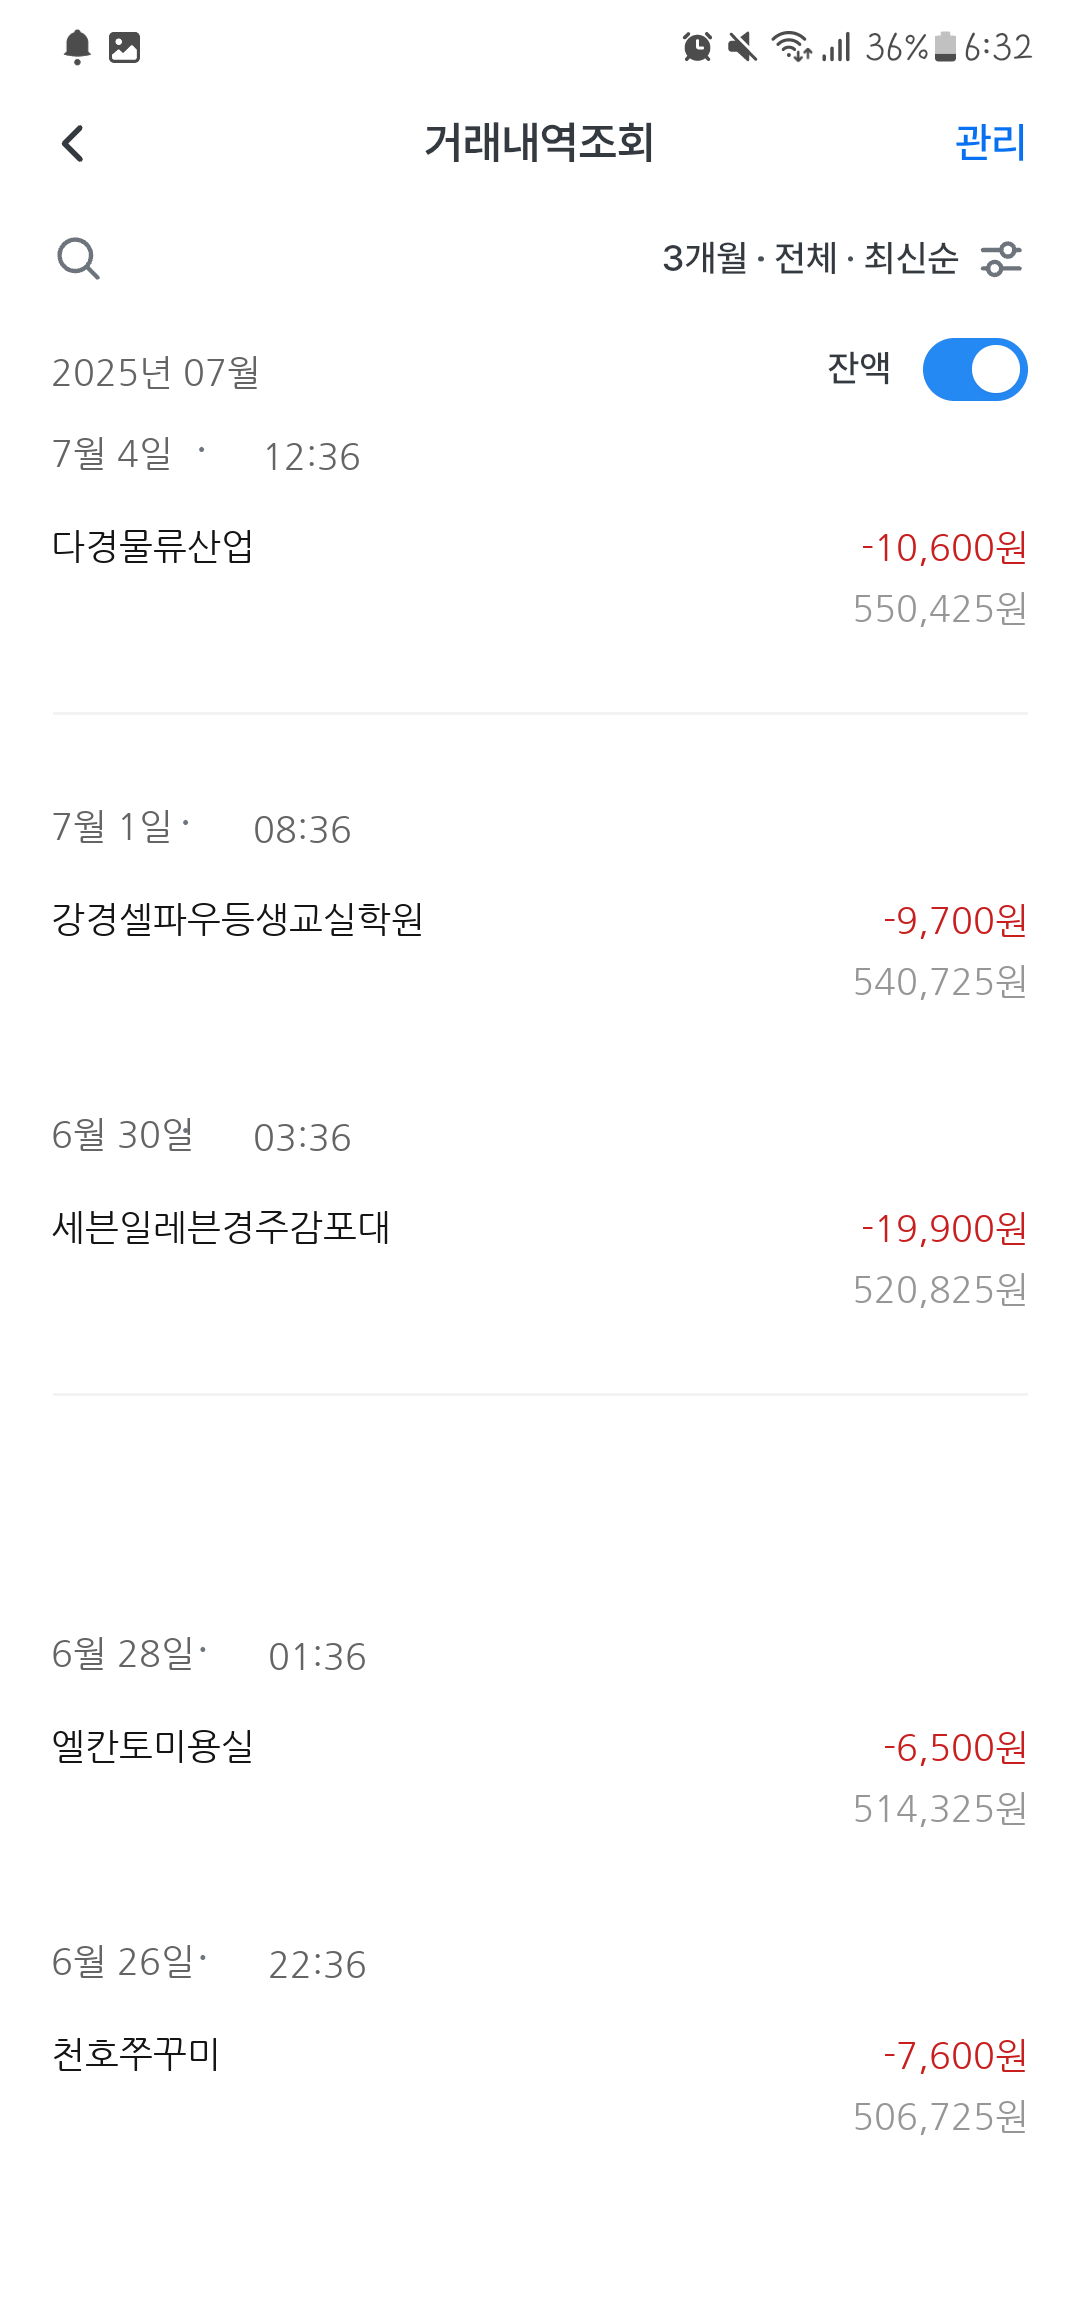 36% 6:32
거래내역조회 관리
3개월 · 전체 · 최신순
2025년 07월 잔액
7월 4일 · 12:36
다경물류산업 -10,600원
550,425원
7월 1일 · 08:36
강경셀파우등생교실학원 -9,700원
540,725원
6월 30일 · 03:36
세븐일레븐경주감포대 -19,900원
520,825원
6월 28일 · 01:36
엘칸토미용실 -6,500원
514,325원
6월 26일 · 22:36
천호쭈꾸미 -7,600원
506,725원